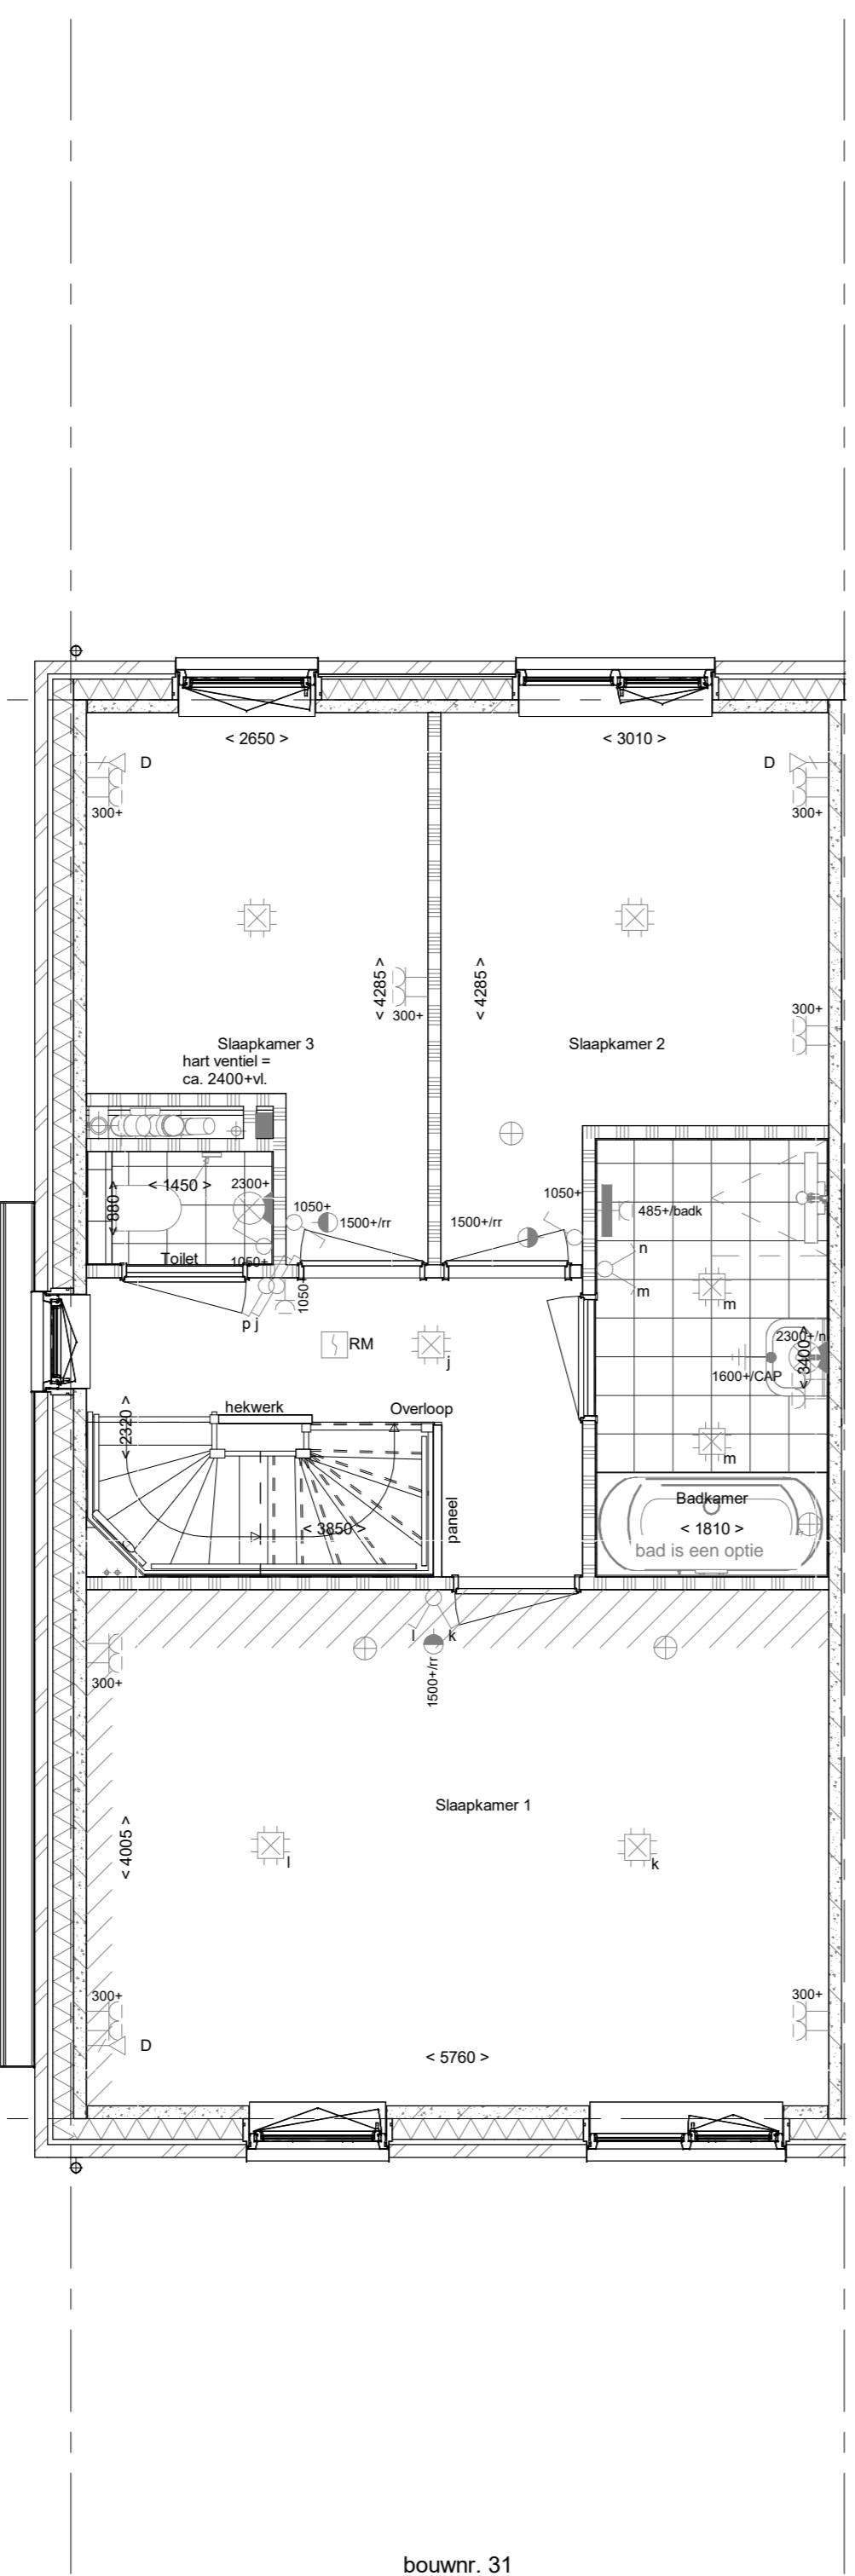 < 2650 >
< 3010 >
D
D
300+
300+
< 4285 >
< 4285 >
300+
300+
Slaapkamer 3
Slaapkamer 2
hart ventiel =
ca. 2400+vl.
< 1450 >
2300+
< 880 >
1050+
1500+/rr
1500+/rr
1050+
485+/badk
n
m
m
Toilet
1050+
1050+
p j
RM
j
2300+/n
< 3400 >
1600+/CAP
hekwerk
Overloop
< 2320 >
m
Badkamer
< 1810 >
bad is een optie
< 3850 >
paneel
l
k
1500+/rr
300+
Slaapkamer 1
< 4005 >
l
k
300+
300+
D
< 5760 >
bouwnr. 31